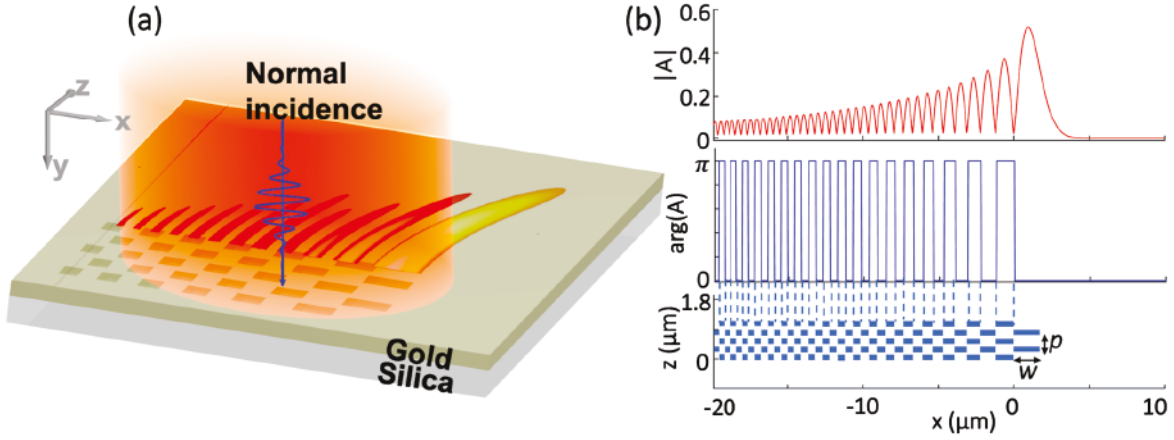 (a)
Normal
incidence
z
x
y
Gold
Silica
(b)
0.6
0.4
0.2
0
|A|
π
0
arg(A)
1.8
0
z (μm)
p
w
-20
-10
0
10
x (μm)